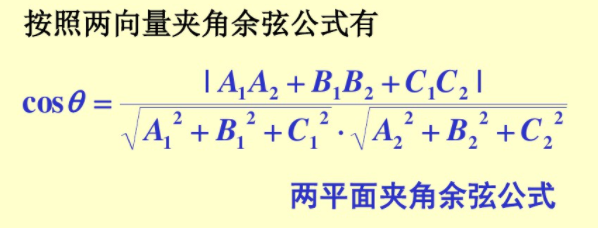 按照两向量夹角余弦公式有
cosθ = |A₁A₂ + B₁B₂ + C₁C₂| / √(A₁² + B₁² + C₁²) · √(A₂² + B₂² + C₂²)
两平面夹角余弦公式